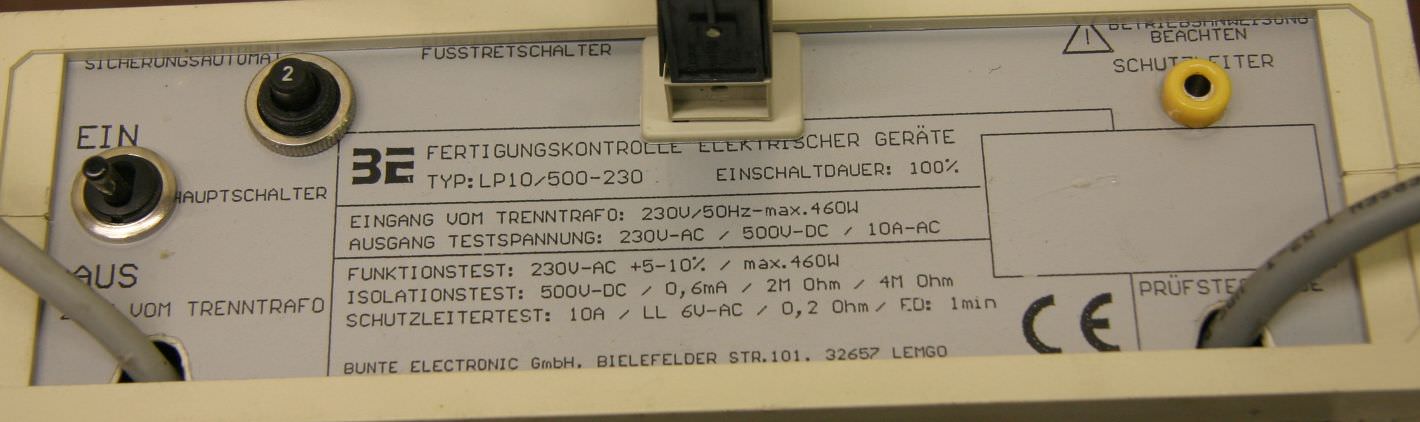 SICHERUNGSAUTOMAT
FUSSTRETSCHALTER
BETRIEBSANWEISUNG
BEACHTEN
SCHUTZLEITER
2
EIN
HAUPTSCHALTER
AUS
VOM TRENNTRAFO
BE FERTIGUNGSKONTROLLE ELEKTRISCHER GERÄTE
TYP: LP10/500-230 EINSCHALTDAUER: 100%
EINGANG VOM TRENNTRAFO: 230V/50Hz-max.460W
AUSGANG TESTSPANNUNG: 230V-AC / 500V-DC / 10A-AC
FUNKTIONSTEST: 230V-AC +5-10% / max.460W
ISOLATIONSTEST: 500V-DC / 0,6mA / 2M Ohm / 4M Ohm
SCHUTZLEITERTEST: 10A / LL 6V-AC / 0,2 Ohm / ED: 1min
BUNTE ELECTRONIC GmbH, BIELEFELDER STR.101, 32657 LEMGO
CE